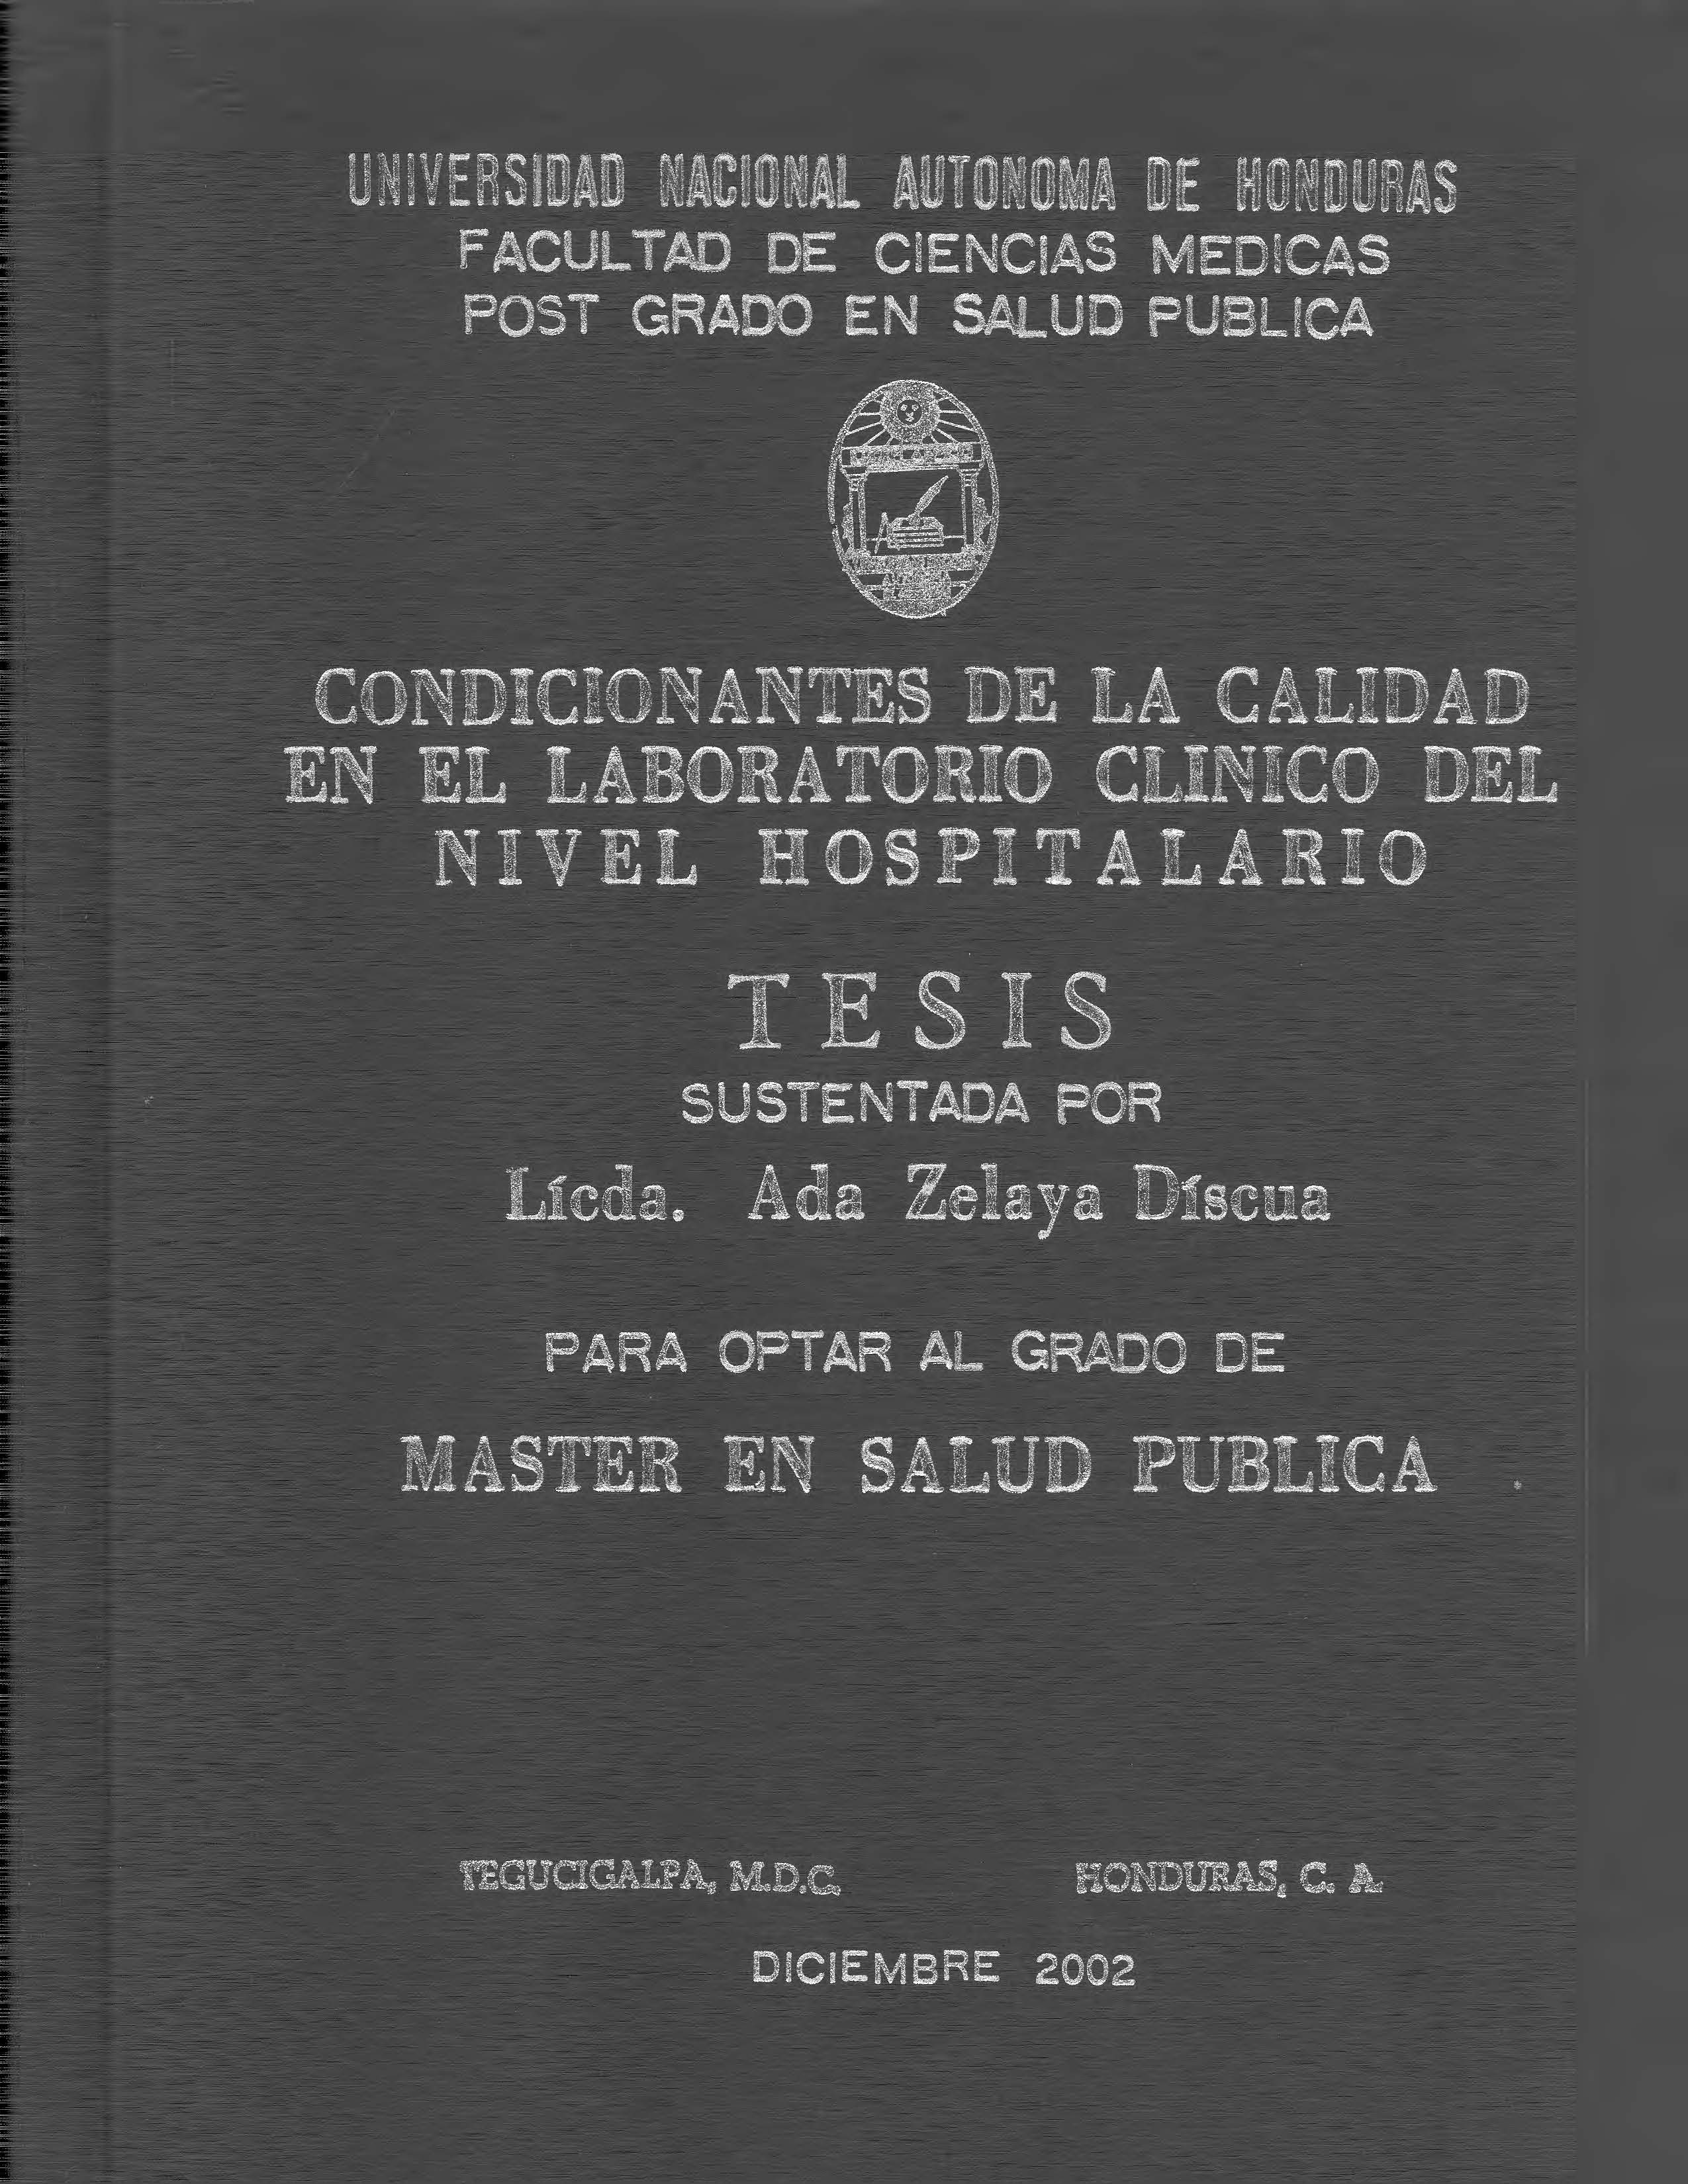 UNIVERSIDAD NACIONAL AUTONOMA DE HONDURAS
FACULTAD DE CIENCIAS MEDICAS
POST GRADO EN SALUD PUBLICA
CONDICIONANTES DE LA CALIDAD
EN EL LABORATORIO CLINICO DEL
NIVEL HOSPITALARIO
TESIS
SUSTENTADA POR
Lícda. Ada Zelaya Díscua
PARA OPTAR AL GRADO DE
MASTER EN SALUD PUBLICA
TEGUCIGALPA, M.D.C. HONDURAS, C. A.
DICIEMBRE 2002